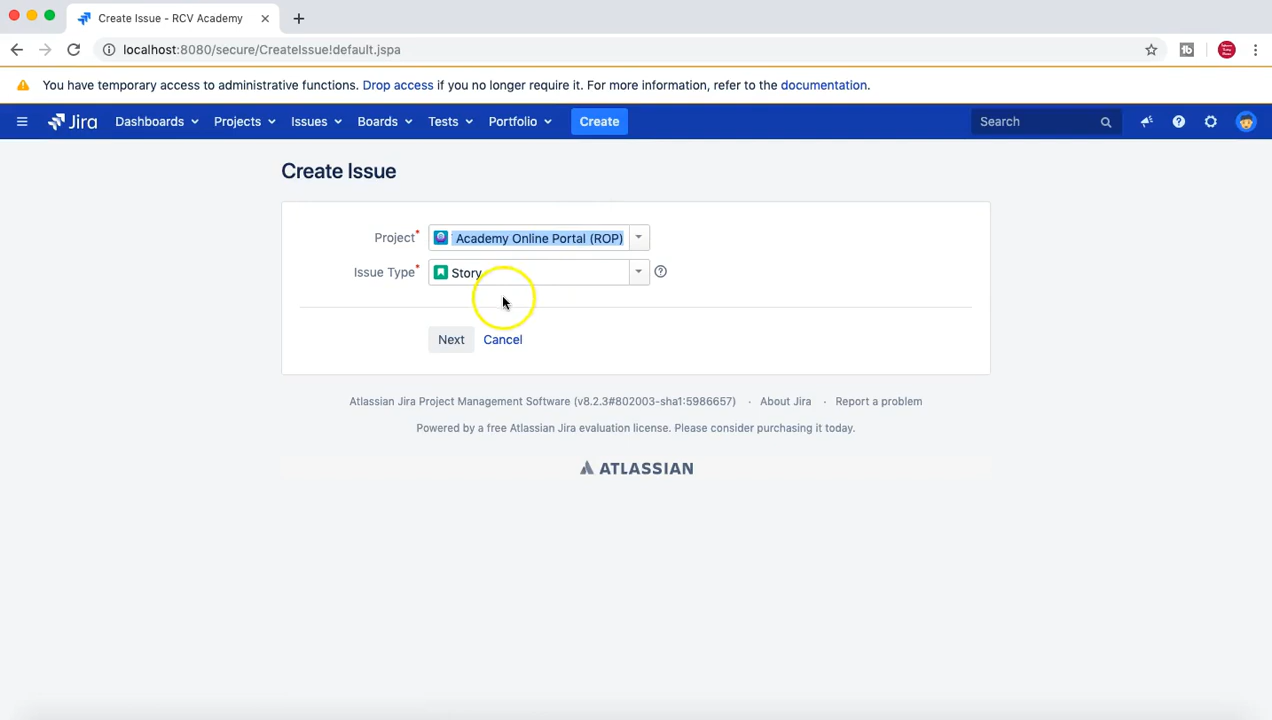 Create Issue - RCV Academy
localhost:8080/secure/CreateIssue!default.jspa
You have temporary access to administrative functions. Drop access if you no longer require it. For more information, refer to the documentation.
Jira Dashboards Projects Issues Boards Tests Portfolio Create Search
Create Issue
Project* Academy Online Portal (ROP)
Issue Type* Story
Next Cancel
Atlassian Jira Project Management Software (v8.2.3#802003-sha1:5986657) · About Jira · Report a problem
Powered by a free Atlassian Jira evaluation license. Please consider purchasing it today.
ATLASSIAN